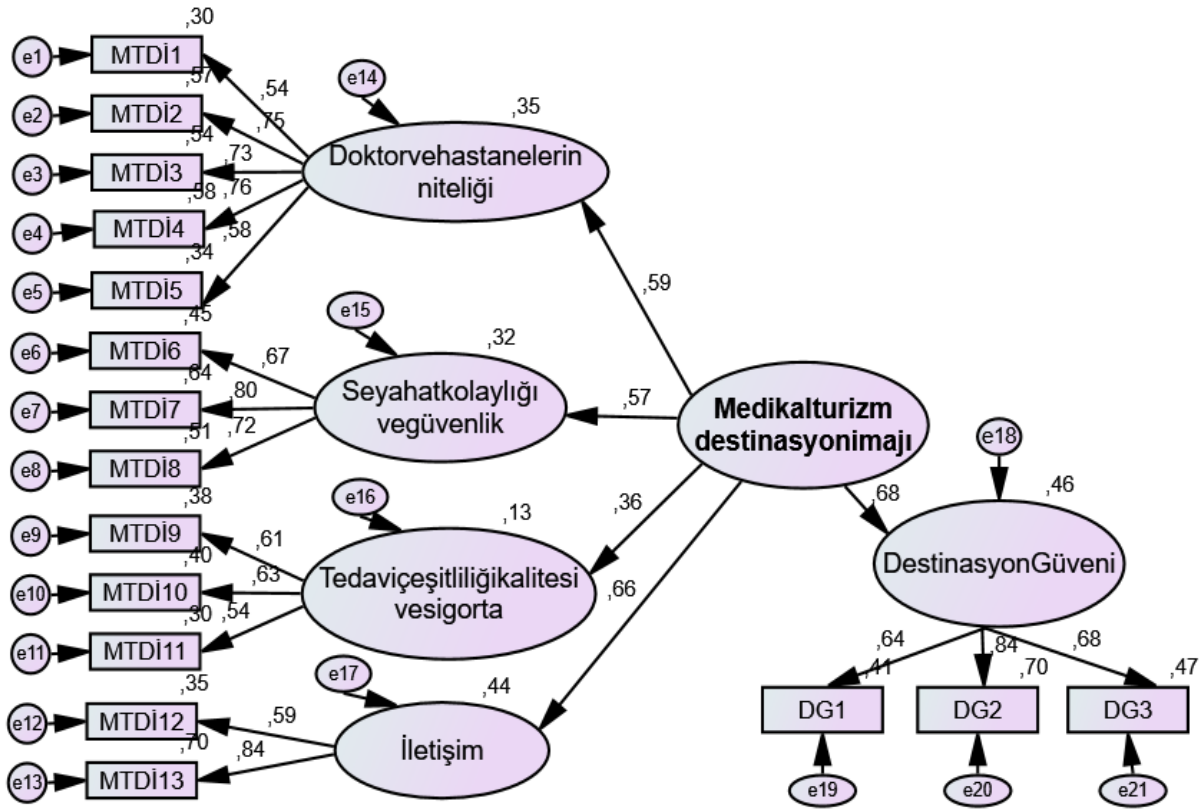 ,30
e1
MTDİ1
,54
,57
e2
MTDİ2
,75
,54
e3
MTDİ3
,73
,58
e4
MTDİ4
,76
,34
e5
MTDİ5
,58
e14
,35
Doktorvehastanelerin
niteliği
,59
,45
e6
MTDİ6
,67
,64
e7
MTDİ7
,80
,51
e8
MTDİ8
,72
e15
,32
Seyahatkolaylığı
vegüvenlik
,57
Medikalturizm
destinasyonimajı
,38
e9
MTDİ9
,61
,40
e10
MTDİ10
,63
,30
e11
MTDİ11
,54
e16
,13
Tedaviçeşitliliğikalitesi
vesigorta
,36
,35
e12
MTDİ12
,59
,70
e13
MTDİ13
,84
e17
,44
İletişim
,66
,68
e18
,46
DestinasyonGüveni
,64
,84
,68
,41
,70
,47
DG1
DG2
DG3
e19
e20
e21